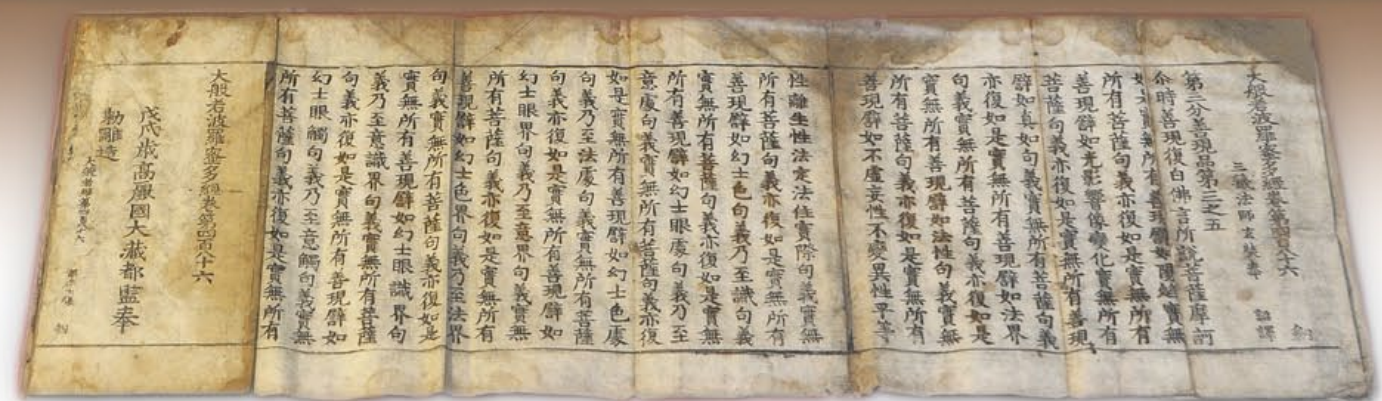 大般若波羅蜜多經卷第四百八十六
三藏法師玄奘奉 詔譯
第三分善現品第三之五
尒時善現復白佛言所說菩薩摩訶
實無所有善現譬如實無
所有菩薩句義亦復如是實無所有
善現譬如光影響像變化實無所有
菩薩句義亦復如是實無所有善現
譬如真如句義實無所有菩薩句義
亦復如是實無所有善現譬如法界
句義實無所有菩薩句義亦復如是
實無所有善現譬如法性句義實無
所有菩薩句義亦復如是實無所有
善現譬如不虛妄性不變異性平等
性離生性法定法住實際句義實無
所有菩薩句義亦復如是實無所有
善現譬如幻士色句義乃至識句義
實無所有菩薩句義亦復如是實無
所有善現譬如幻士眼處句義乃至
意處句義實無所有菩薩句義亦復
如是實無所有善現譬如幻士色處
句義乃至法處句義實無所有菩薩
句義亦復如是實無所有善現譬如
幻士眼界句義乃至意界句義實無
所有菩薩句義亦復如是實無所有
善現譬如幻士色界句義乃至法界
句義實無所有菩薩句義亦復如是
實無所有善現譬如幻士眼識界句
義乃至意識界句義實無所有菩薩
句義亦復如是實無所有善現譬如
幻士眼觸句義乃至意觸句義實無
所有菩薩句義亦復如是實無所有
大般若波羅蜜多經卷第四百八十六
戊戌歲高麗國大藏都監奉
勅雕造